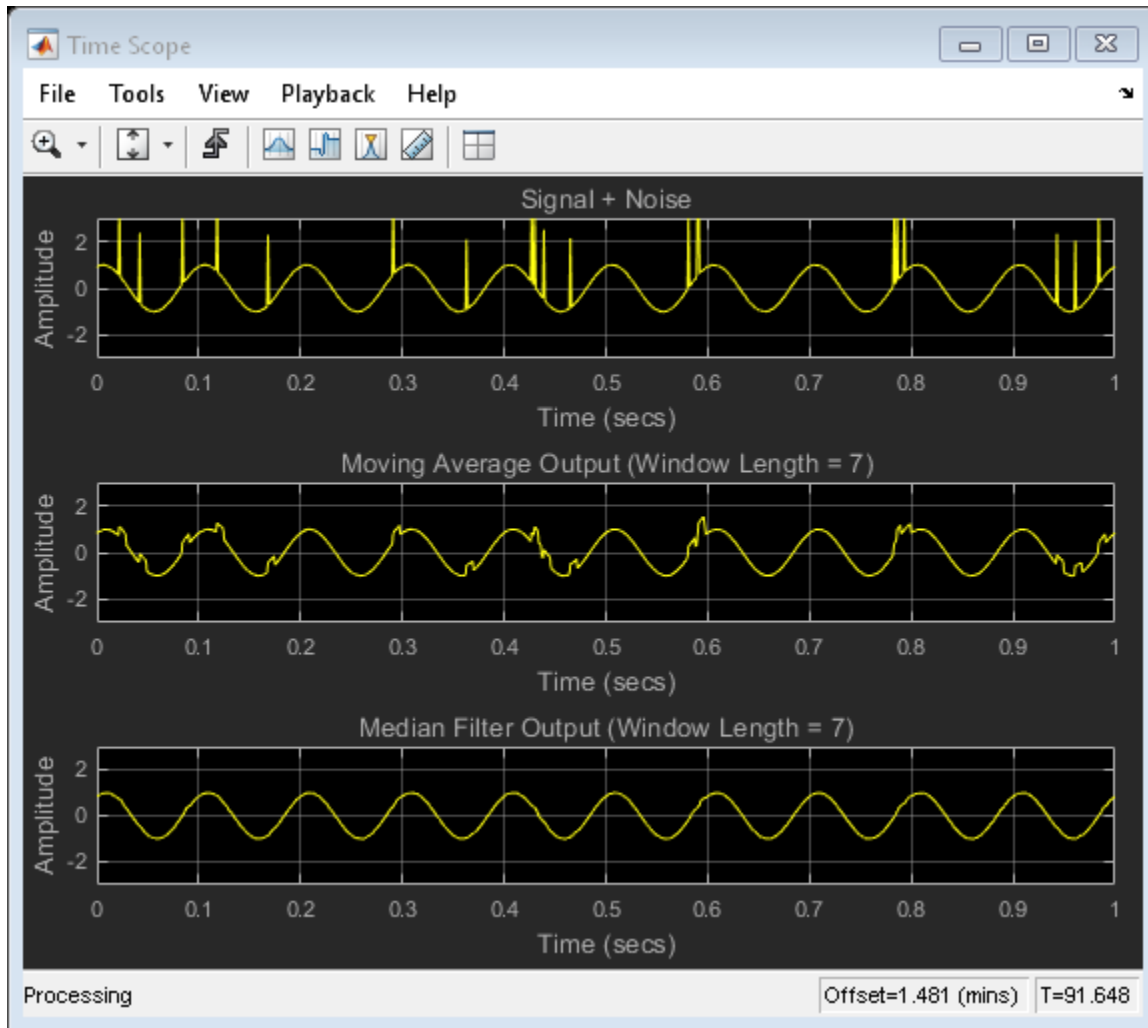 Time Scope
File Tools View Playback Help
Signal + Noise
Amplitude
2
0
-2
0 0.1 0.2 0.3 0.4 0.5 0.6 0.7 0.8 0.9 1
Time (secs)
Moving Average Output (Window Length = 7)
Amplitude
2
0
-2
0 0.1 0.2 0.3 0.4 0.5 0.6 0.7 0.8 0.9 1
Time (secs)
Median Filter Output (Window Length = 7)
Amplitude
2
0
-2
0 0.1 0.2 0.3 0.4 0.5 0.6 0.7 0.8 0.9 1
Time (secs)
Processing Offset=1.481 (mins) T=91.648